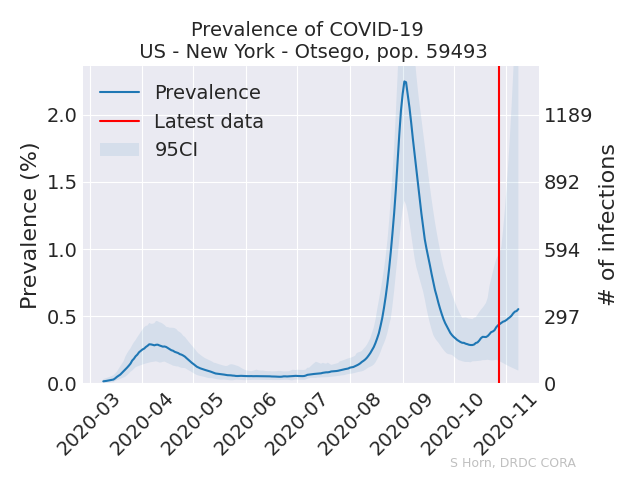 Prevalence of COVID-19
US - New York - Otsego, pop. 59493
Prevalence
Latest data
95CI
Prevalence (%)
2.0
1.5
1.0
0.5
0.0
1189
892
594
297
0
# of infections
2020-03
2020-04
2020-05
2020-06
2020-07
2020-08
2020-09
2020-10
2020-11
S Horn, DRDC CORA